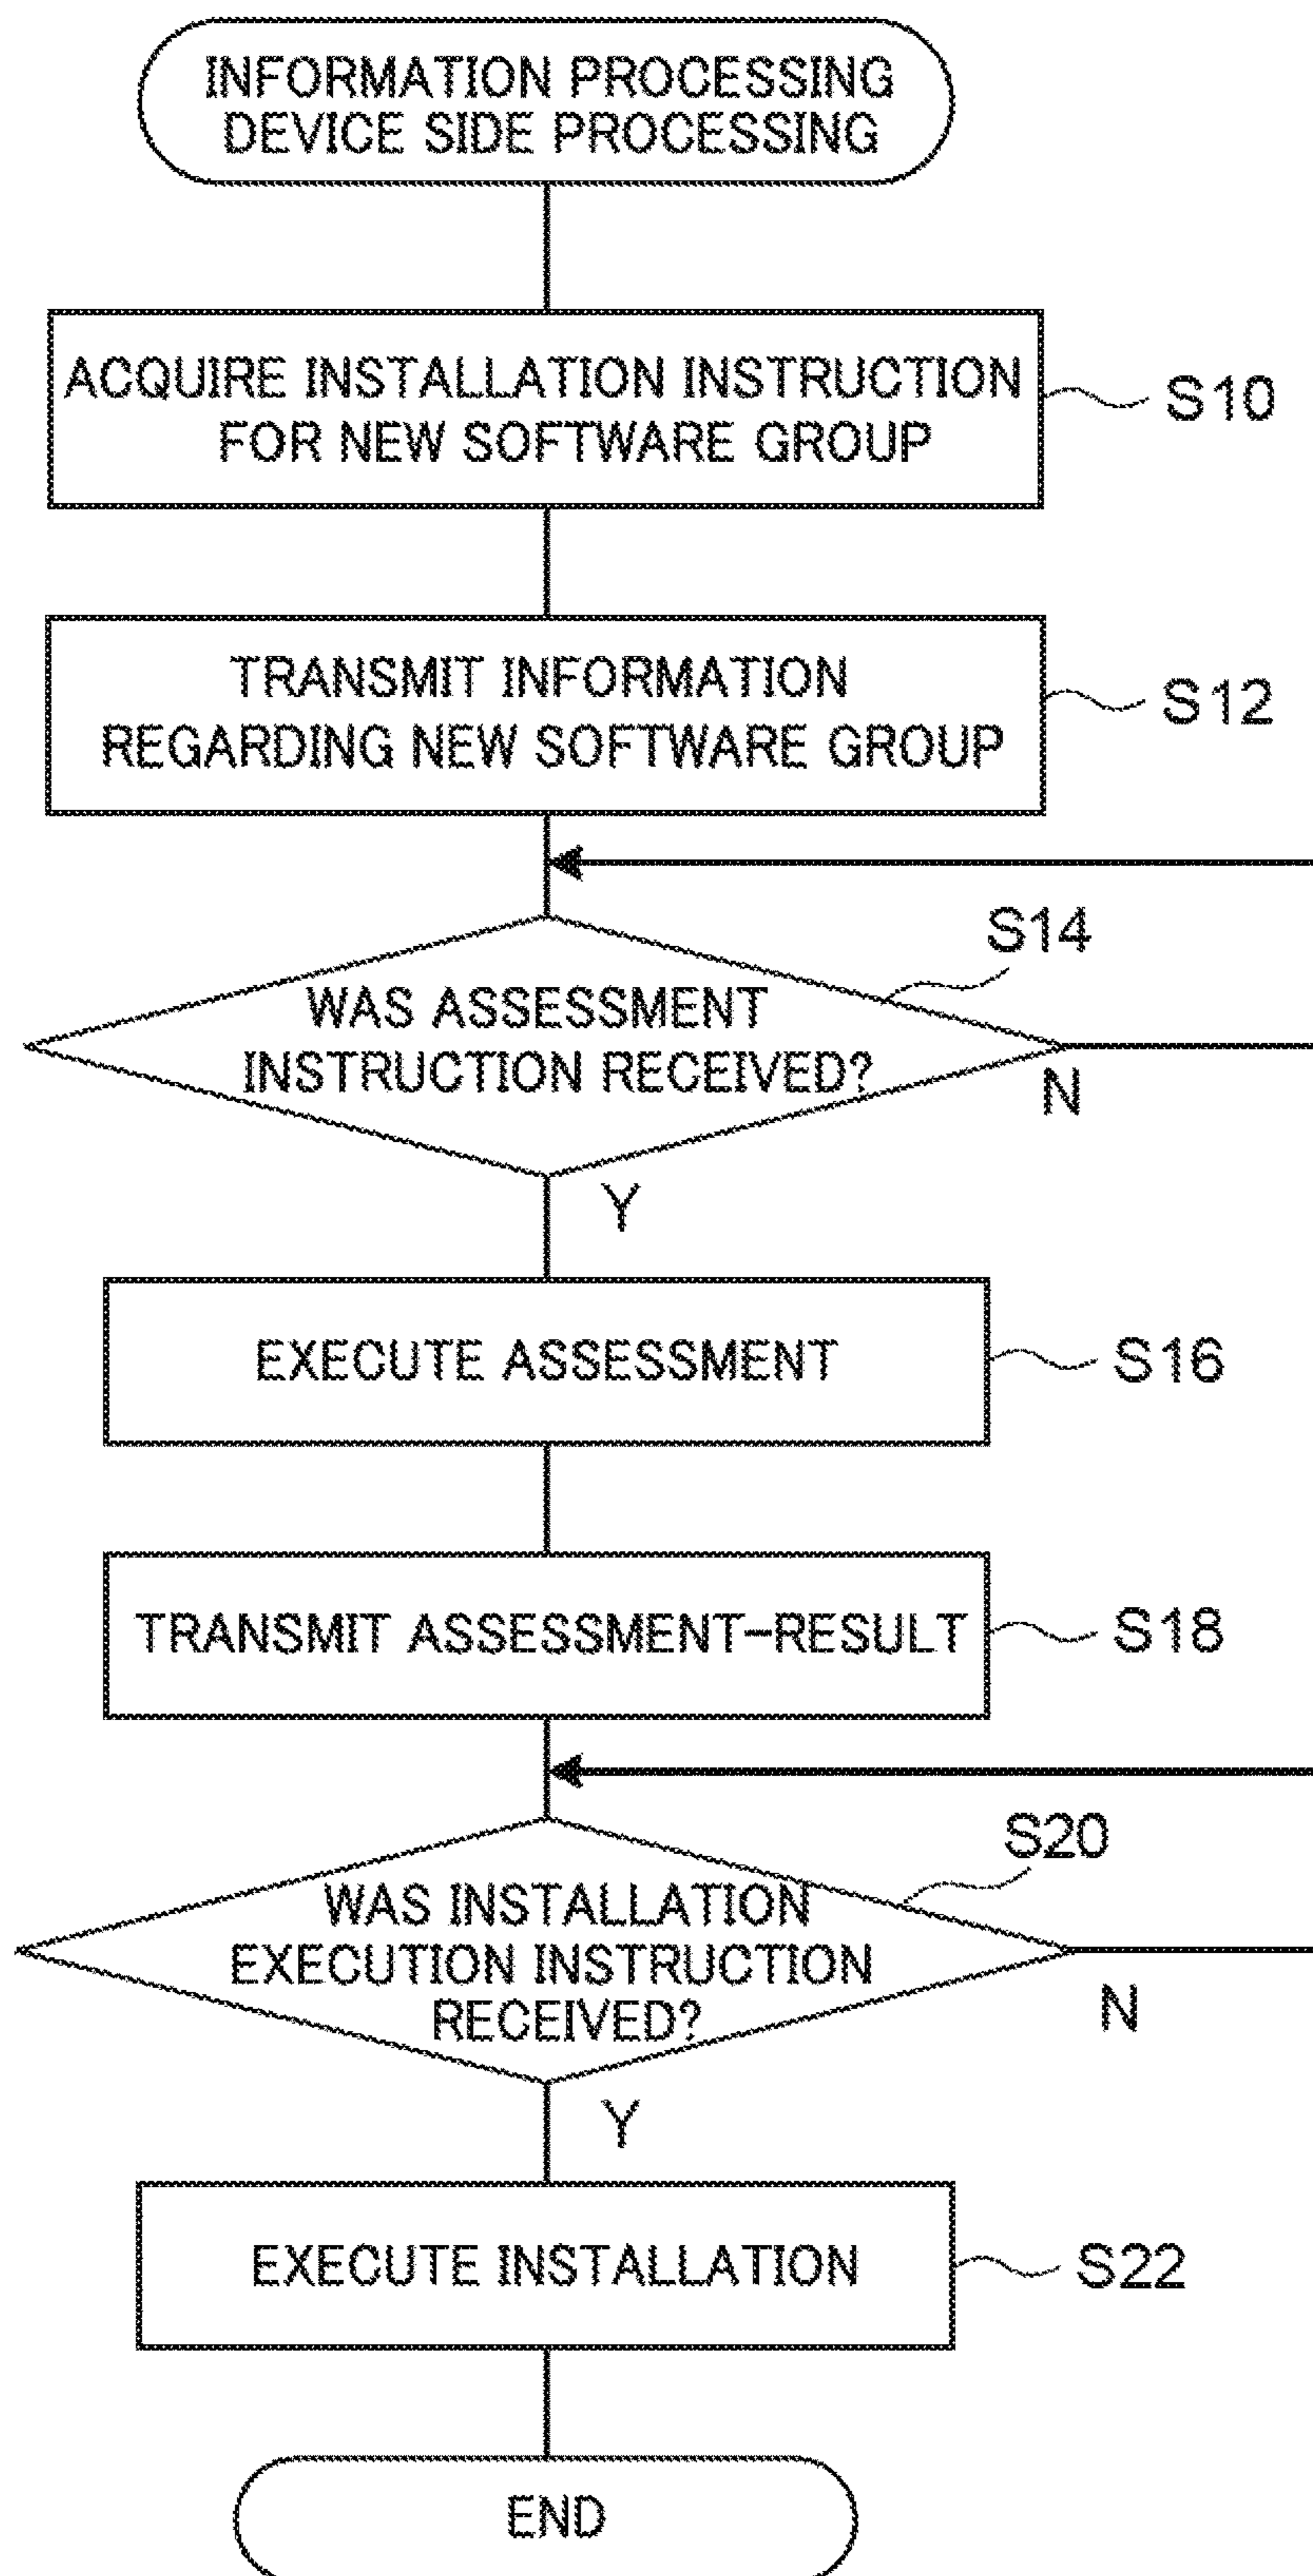 INFORMATION PROCESSING
DEVICE SIDE PROCESSING
ACQUIRE INSTALLATION INSTRUCTION
FOR NEW SOFTWARE GROUP
S10
TRANSMIT INFORMATION
REGARDING NEW SOFTWARE GROUP
S12
S14
WAS ASSESSMENT
INSTRUCTION RECEIVED?
N
Y
EXECUTE ASSESSMENT
S16
TRANSMIT ASSESSMENT-RESULT
S18
S20
WAS INSTALLATION
EXECUTION INSTRUCTION
RECEIVED?
N
Y
EXECUTE INSTALLATION
S22
END